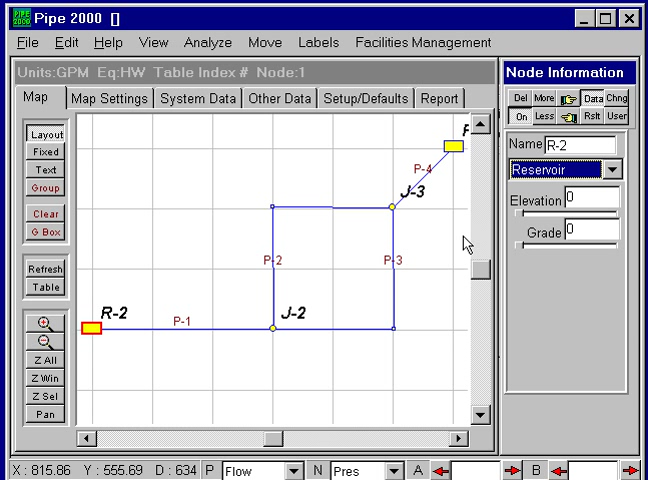 Pipe 2000 []
File Edit Help View Analyze Move Labels Facilities Management
Units:GPM Eq:HW Table Index # Node:1
Map Map Settings System Data Other Data Setup/Defaults Report
Layout
Fixed
Text
Group
Clear
G Box
Refresh
Table
Z All
Z Win
Z Sel
Pan
P-4
J-3
P-2
P-3
R-2
P-1
J-2
Node Information
Del More Data Chng
On Less Rslt User
Name R-2
Reservoir
Elevation 0
Grade 0
X : 815.86 Y : 555.69 D : 634 P Flow N Pres A B